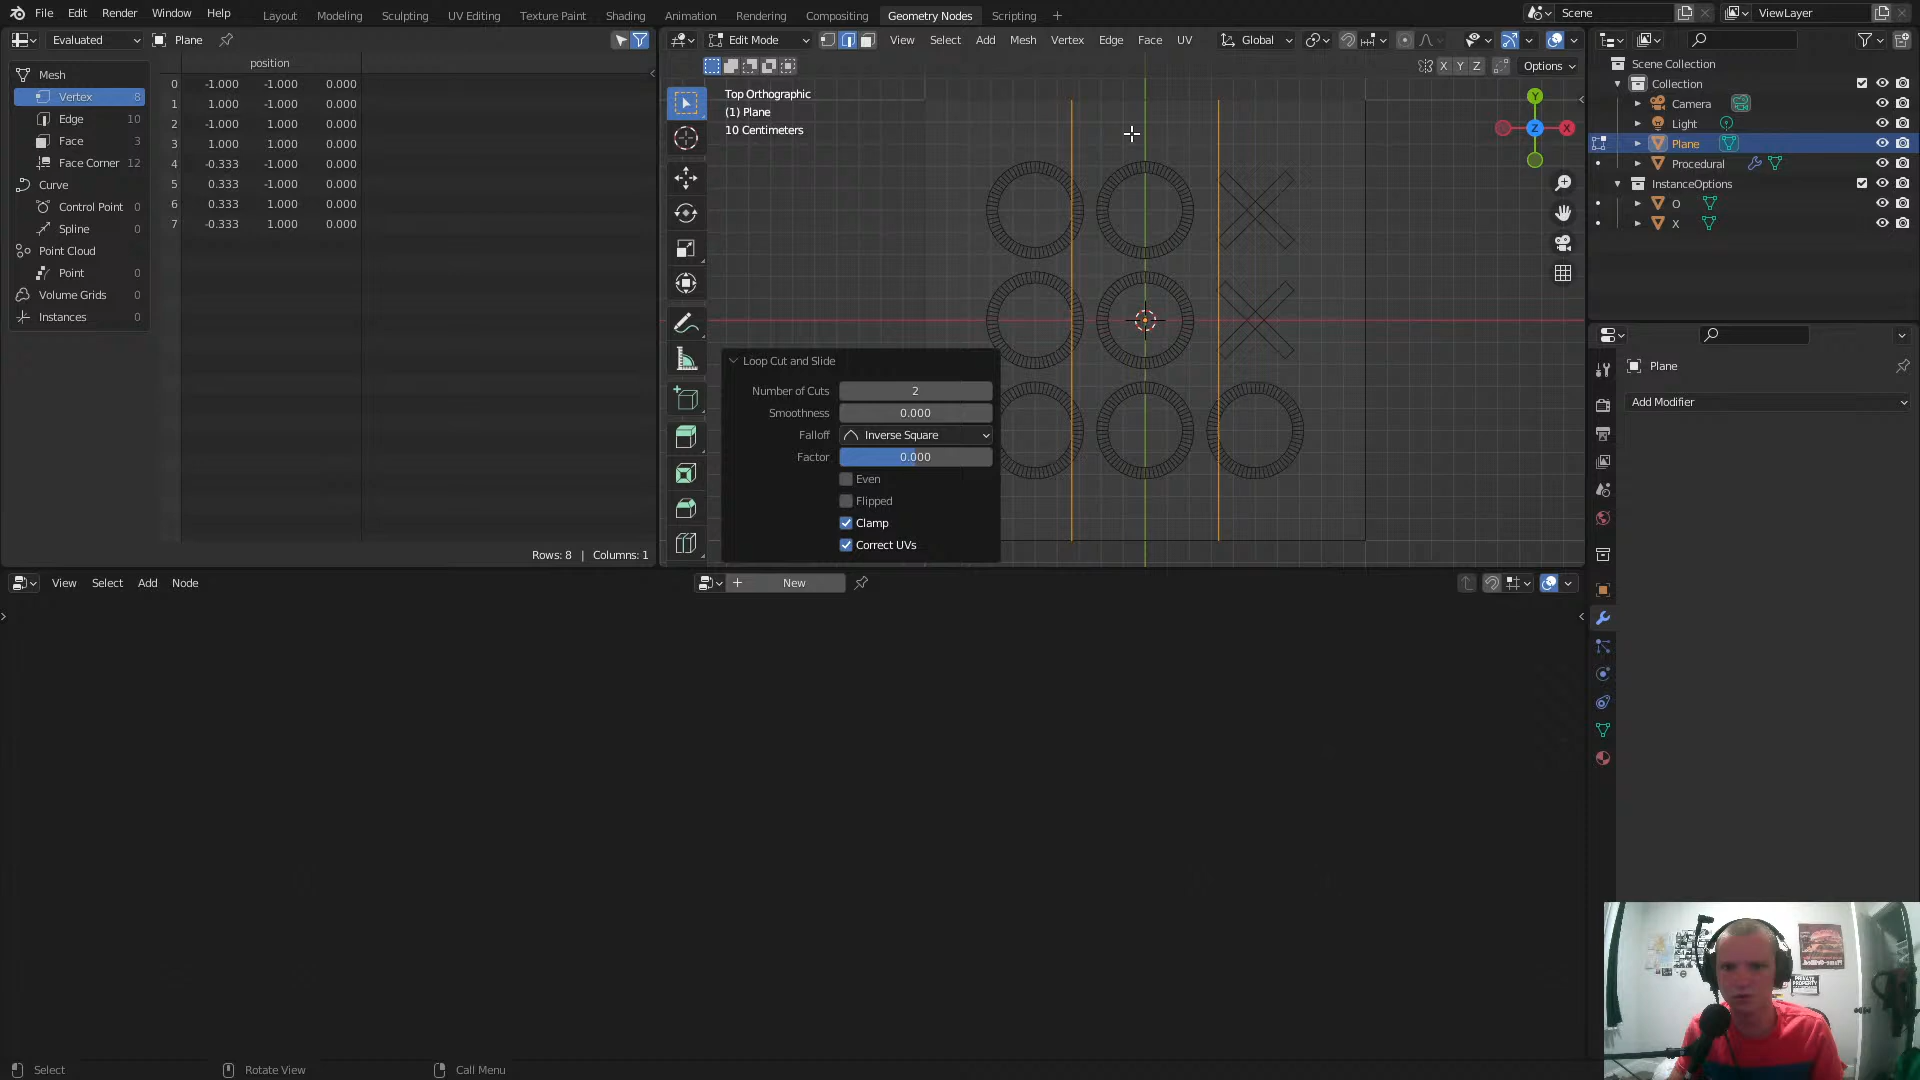 File Edit Render Window Help Layout Modeling Sculpting UV Editing Texture Paint Shading Animation Rendering Compositing Geometry Nodes Scripting Scene ViewLayer
Evaluated Plane
Edit Mode View Select Add Mesh Vertex Edge Face UV Global
X Y Z Options
position
Mesh
Vertex 8
Edge 10
Face 3
Face Corner 12
Curve
Control Point 0
Spline 0
Point Cloud
Point 0
Volume Grids 0
Instances 0
0 -1.000 -1.000 0.000
1 1.000 -1.000 0.000
2 -1.000 1.000 0.000
3 1.000 1.000 0.000
4 -0.333 -1.000 0.000
5 0.333 -1.000 0.000
6 0.333 1.000 0.000
7 -0.333 1.000 0.000
Rows: 8 | Columns: 1
Top Orthographic
(1) Plane
10 Centimeters
Y
Z
X
Loop Cut and Slide
Number of Cuts 2
Smoothness 0.000
Falloff Inverse Square
Factor 0.000
Even
Flipped
Clamp
Correct UVs
Scene Collection
Collection
Camera
Light
Plane
Procedural
InstanceOptions
O
X
Plane
Add Modifier
View Select Add Node New
PRIVATE
PROPERTY
Select Rotate View Call Menu